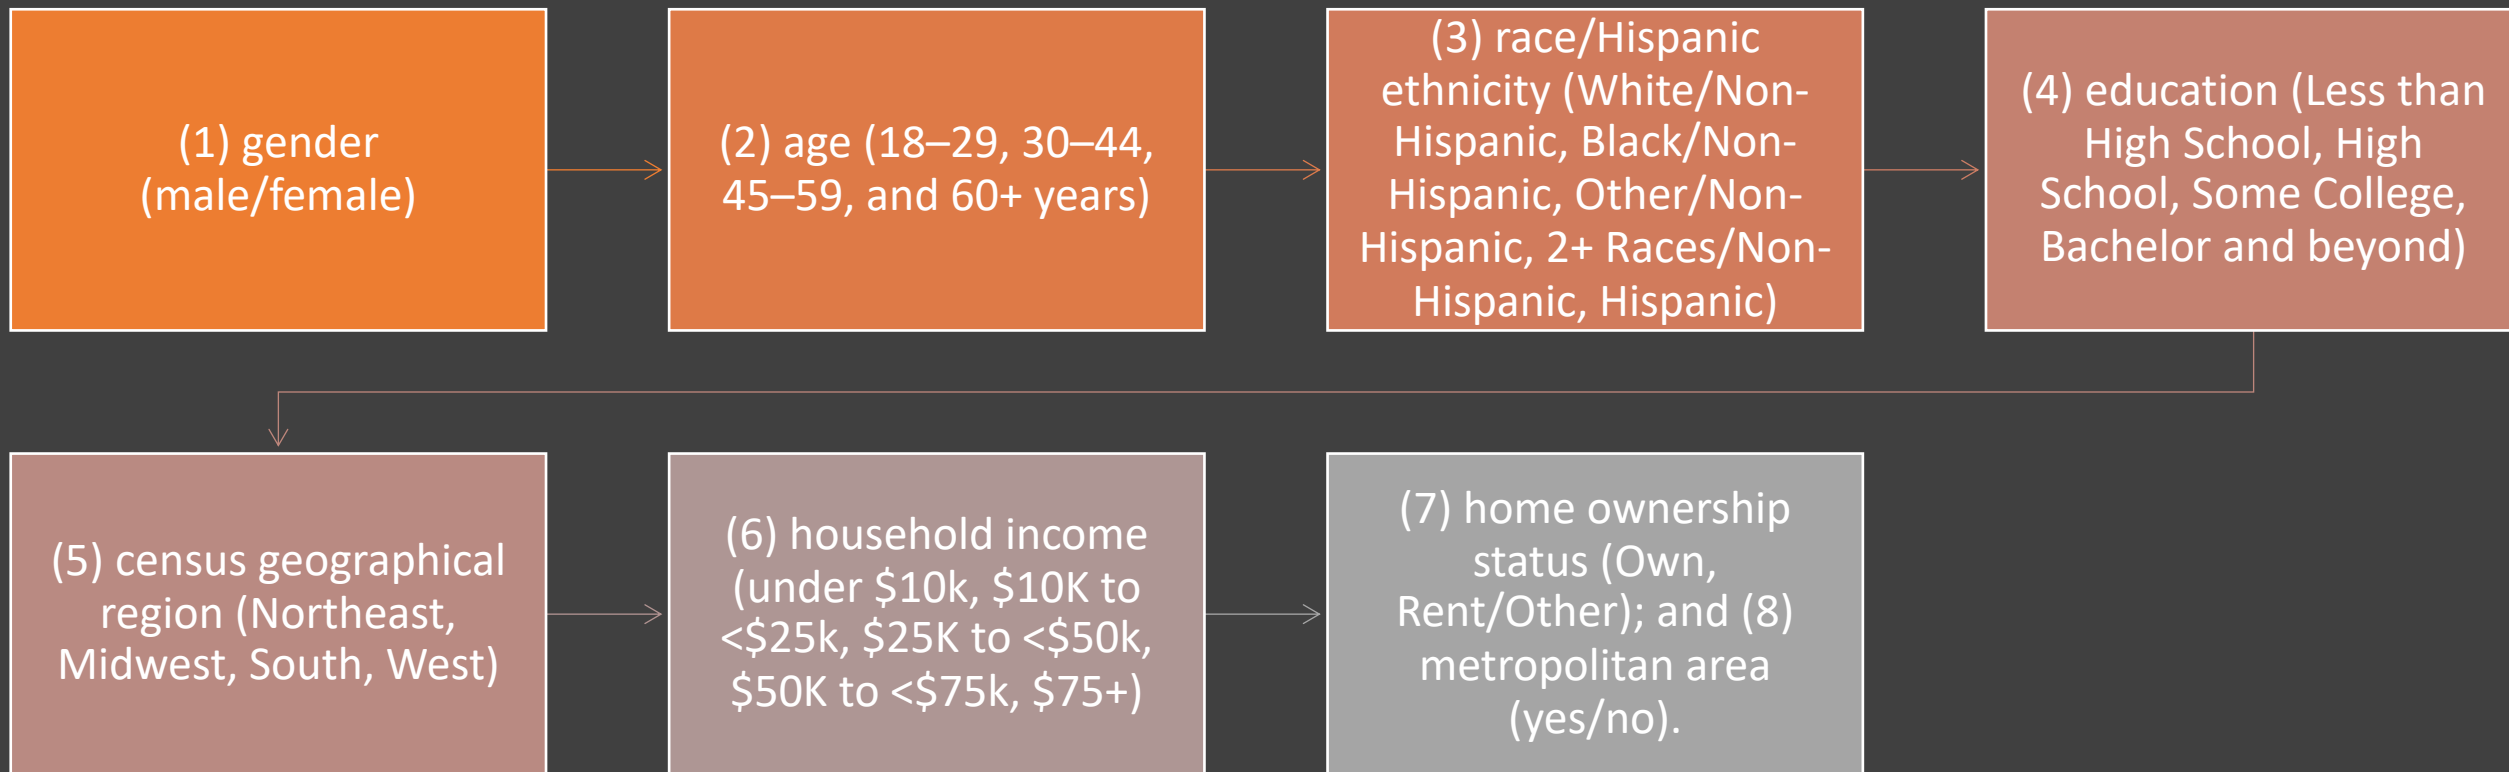 (1) gender
(male/female)
(2) age (18–29, 30–44,
45–59, and 60+ years)
(3) race/Hispanic
ethnicity (White/Non-
Hispanic, Black/Non-
Hispanic, Other/Non-
Hispanic, 2+ Races/Non-
Hispanic, Hispanic)
(4) education (Less than
High School, High
School, Some College,
Bachelor and beyond)
(5) census geographical
region (Northeast,
Midwest, South, West)
(6) household income
(under $10k, $10K to
<$25k, $25K to <$50k,
$50K to <$75k, $75+)
(7) home ownership
status (Own,
Rent/Other); and (8)
metropolitan area
(yes/no).